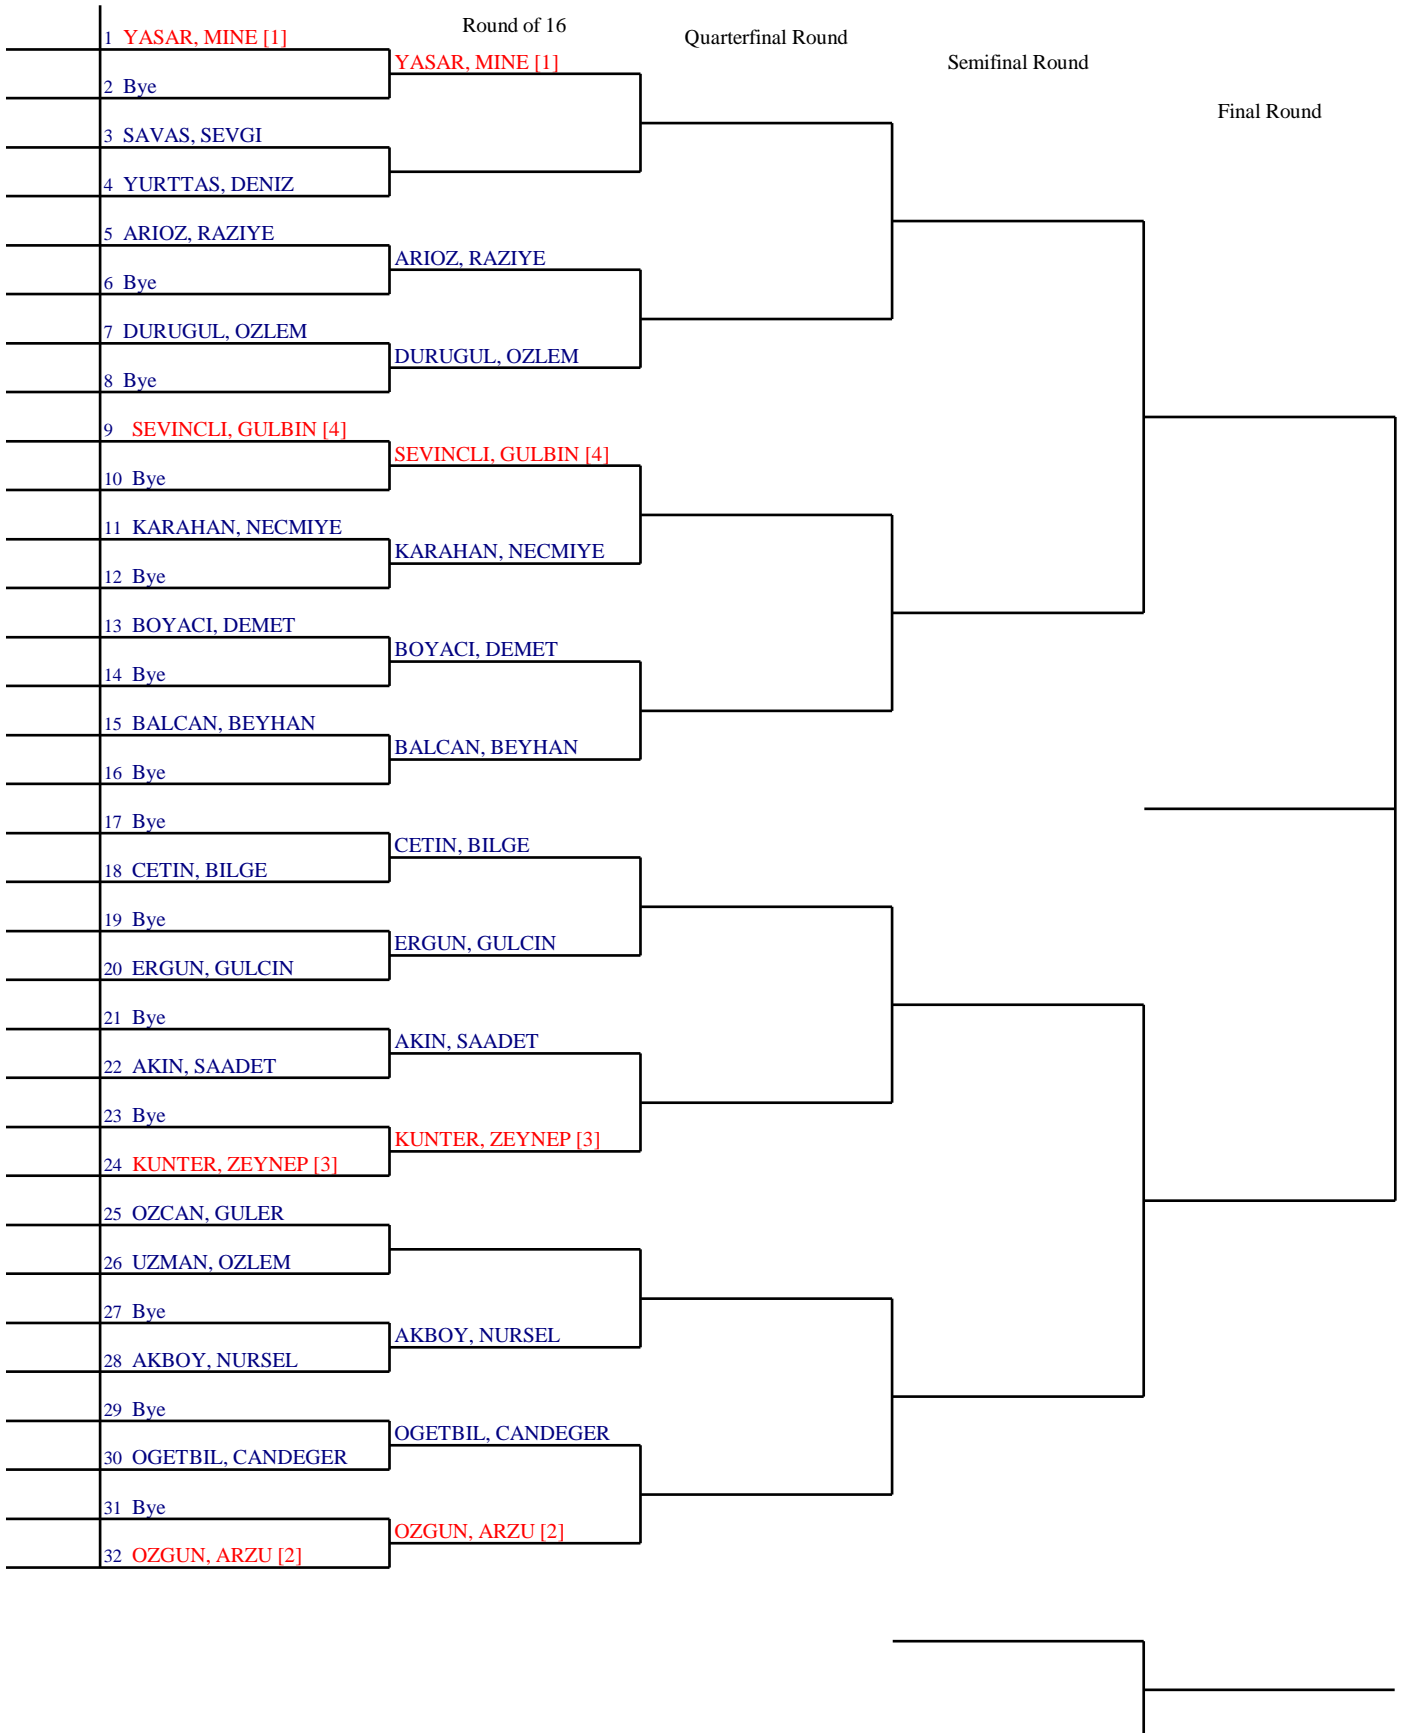 Round of 16
Quarterfinal Round
Semifinal Round
Final Round
1 YASAR, MINE [1]
YASAR, MINE [1]
2 Bye
3 SAVAS, SEVGI
4 YURTTAS, DENIZ
5 ARIOZ, RAZIYE
ARIOZ, RAZIYE
6 Bye
7 DURUGUL, OZLEM
DURUGUL, OZLEM
8 Bye
9 SEVINCLI, GULBIN [4]
SEVINCLI, GULBIN [4]
10 Bye
11 KARAHAN, NECMIYE
KARAHAN, NECMIYE
12 Bye
13 BOYACI, DEMET
BOYACI, DEMET
14 Bye
15 BALCAN, BEYHAN
BALCAN, BEYHAN
16 Bye
17 Bye
CETIN, BILGE
18 CETIN, BILGE
19 Bye
ERGUN, GULCIN
20 ERGUN, GULCIN
21 Bye
AKIN, SAADET
22 AKIN, SAADET
23 Bye
KUNTER, ZEYNEP [3]
24 KUNTER, ZEYNEP [3]
25 OZCAN, GULER
26 UZMAN, OZLEM
27 Bye
AKBOY, NURSEL
28 AKBOY, NURSEL
29 Bye
OGETBIL, CANDEGER
30 OGETBIL, CANDEGER
31 Bye
OZGUN, ARZU [2]
32 OZGUN, ARZU [2]